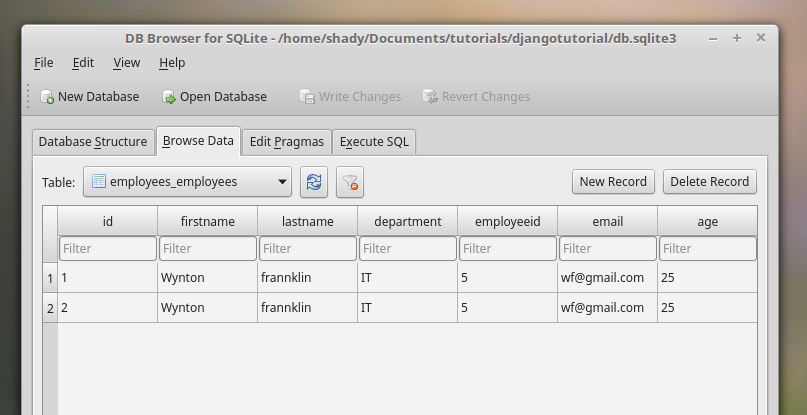 DB Browser for SQLite - /home/shady/Documents/tutorials/djangotutorial/db.sqlite3
File Edit View Help
New Database Open Database Write Changes Revert Changes
Database Structure Browse Data Edit Pragmas Execute SQL
Table: employees_employees New Record Delete Record
id firstname lastname department employeeid email age
Filter Filter Filter Filter Filter Filter Filter
1 1 Wynton frannklin IT 5 wf@gmail.com 25
2 2 Wynton frannklin IT 5 wf@gmail.com 25